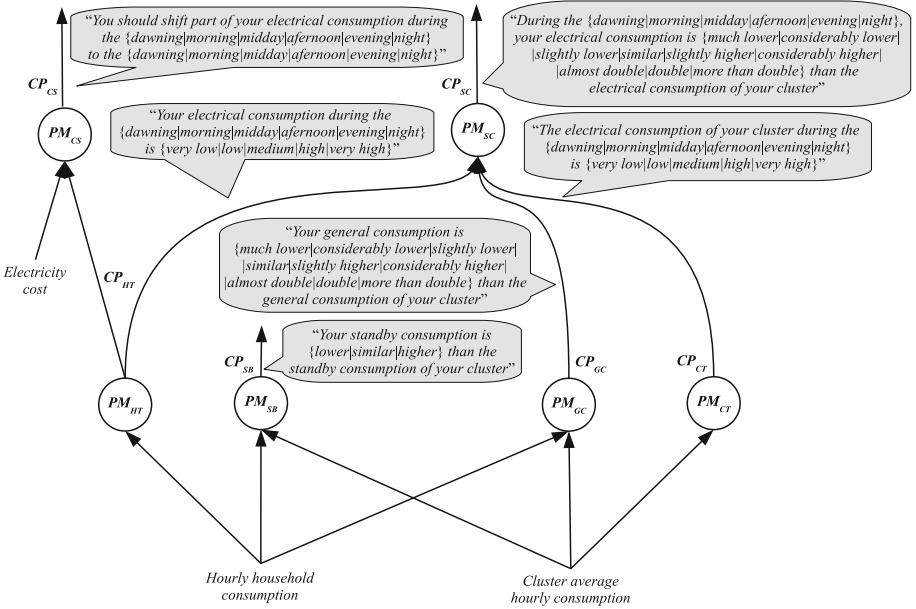 “You should shift part of your electrical consumption during
the {dawning|morning|midday|afernoon|evening|night}
to the {dawning|morning|midday|afernoon|evening|night}”
“During the {dawning|morning|midday|afernoon|evening|night},
your electrical consumption is {much lower|considerably lower|
|slightly lower|similar|slightly higher|considerably higher|
|almost double|double|more than double} than the
electrical consumption of your cluster”
CP_CS
CP_SC
PM_CS
“Your electrical consumption during the
{dawning|morning|midday|afernoon|evening|night}
is {very low|low|medium|high|very high}”
PM_SC
“The electrical consumption of your cluster during the
{dawning|morning|midday|afernoon|evening|night}
is {very low|low|medium|high|very high}”
Electricity
cost
CP_HT
“Your general consumption is
{much lower|considerably lower|slightly lower|
|similar|slightly higher|considerably higher|
|almost double|double|more than double} than the
general consumption of your cluster”
“Your standby consumption is
{lower|similar|higher} than the
standby consumption of your cluster”
CP_SB
CP_GC
CP_CT
PM_HT
PM_SB
PM_GC
PM_CT
Hourly household
consumption
Cluster average
hourly consumption